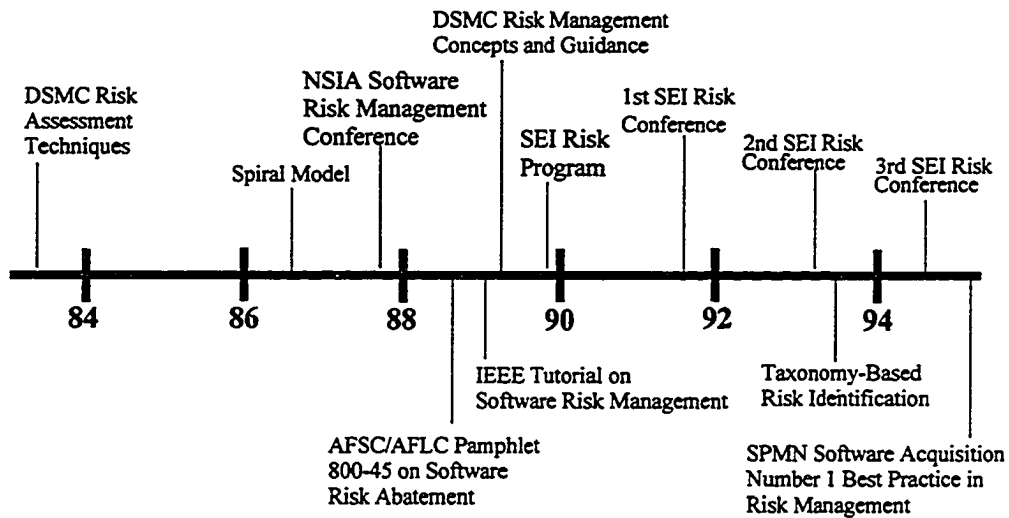 DSMC Risk Management
Concepts and Guidance
DSMC Risk
Assessment
Techniques
NSIA Software
Risk Management
Conference
Spiral Model
SEI Risk
Program
1st SEI Risk
Conference
2nd SEI Risk
Conference
3rd SEI Risk
Conference
84
86
88
90
92
94
IEEE Tutorial on
Software Risk Management
Taxonomy-Based
Risk Identification
AFSC/AFLC Pamphlet
800-45 on Software
Risk Abatement
SPMN Software Acquisition
Number 1 Best Practice in
Risk Management